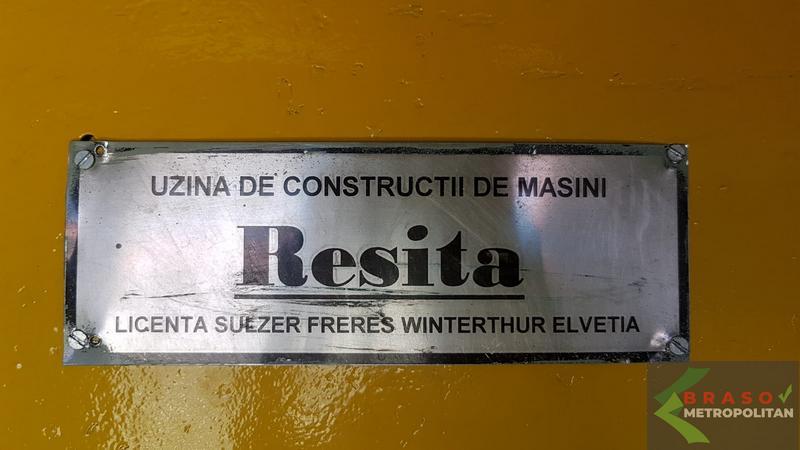 UZINA DE CONSTRUCTII DE MASINI
Resita
LICENTA SULZER FRERES WINTERTHUR ELVETIA
BRASOV
METROPOLITAN